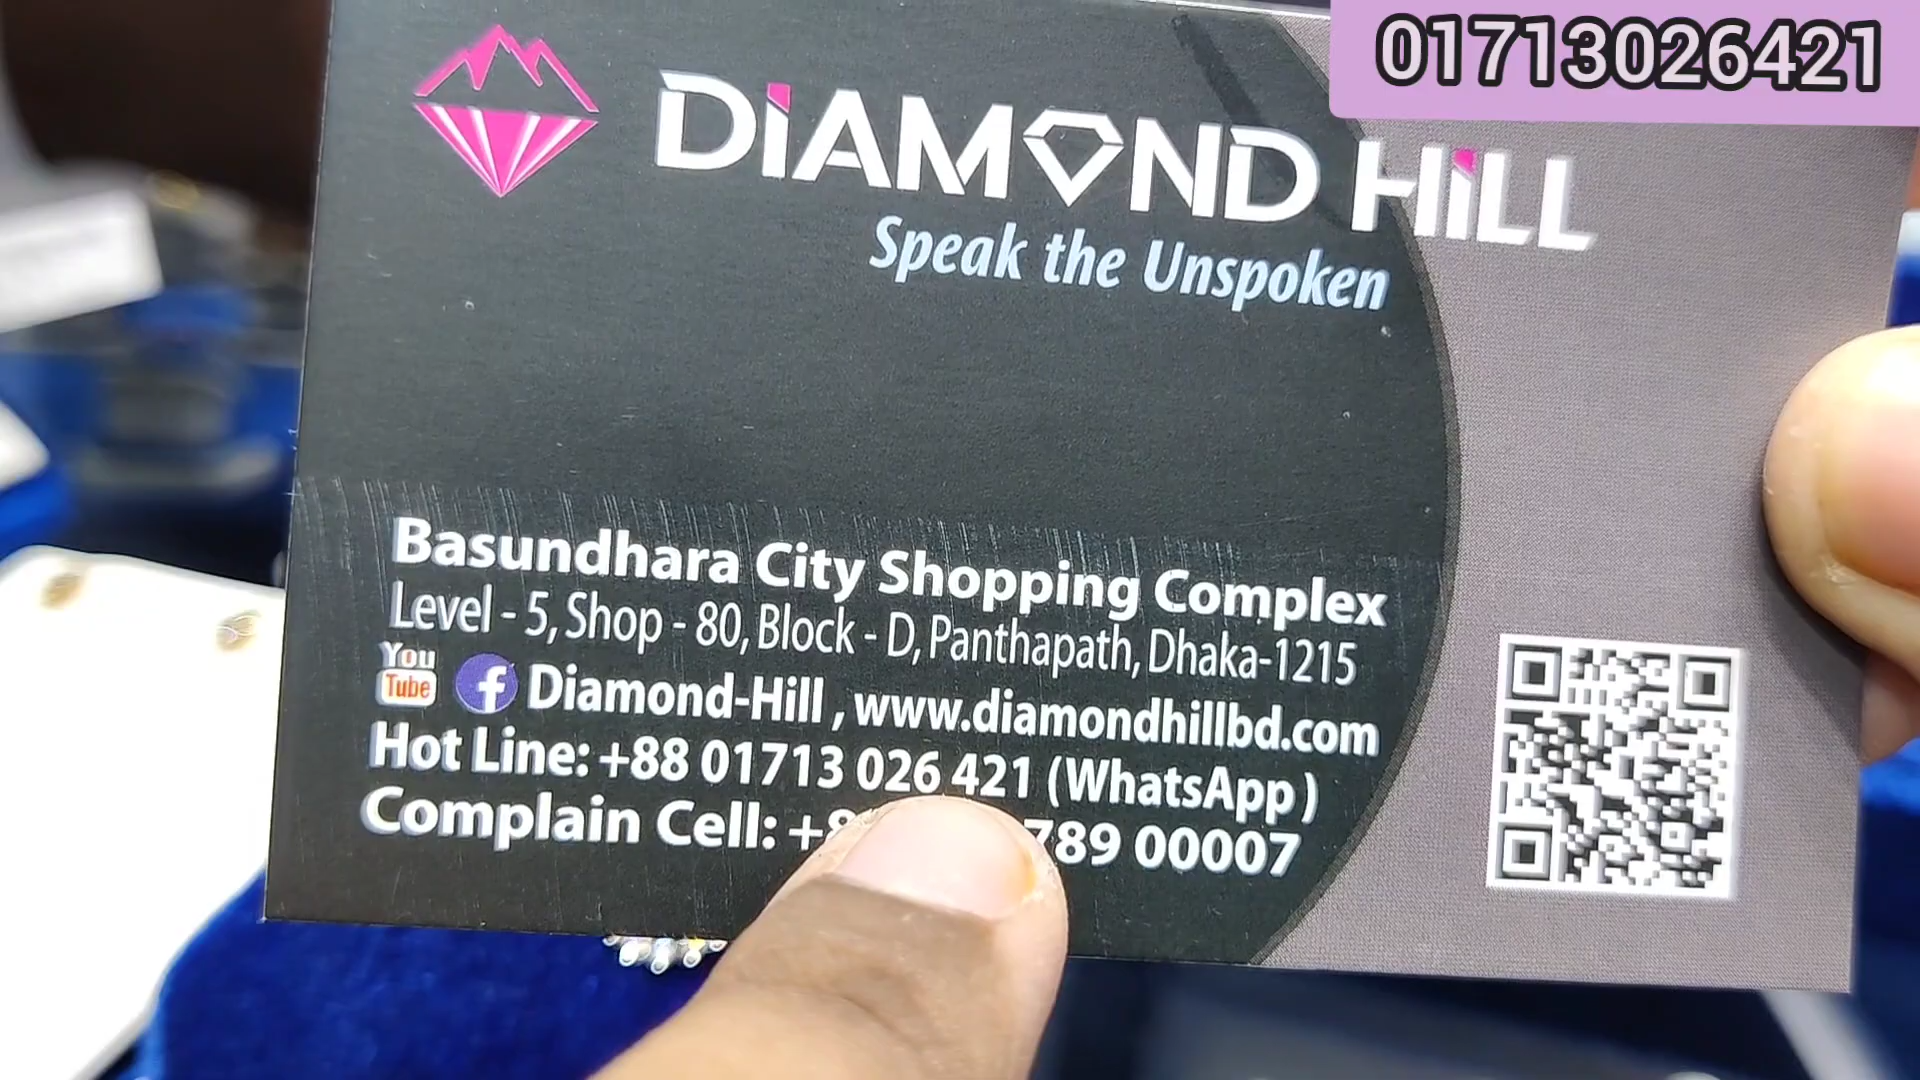 01713026421
DiAMOND HiLL
Speak the Unspoken
Basundhara City Shopping Complex
Level - 5, Shop - 80, Block - D, Panthapath, Dhaka-1215
You Tube f Diamond-Hill , www.diamondhillbd.com
Hot Line: +88 01713 026 421 (WhatsApp)
Complain Cell: 789 00007